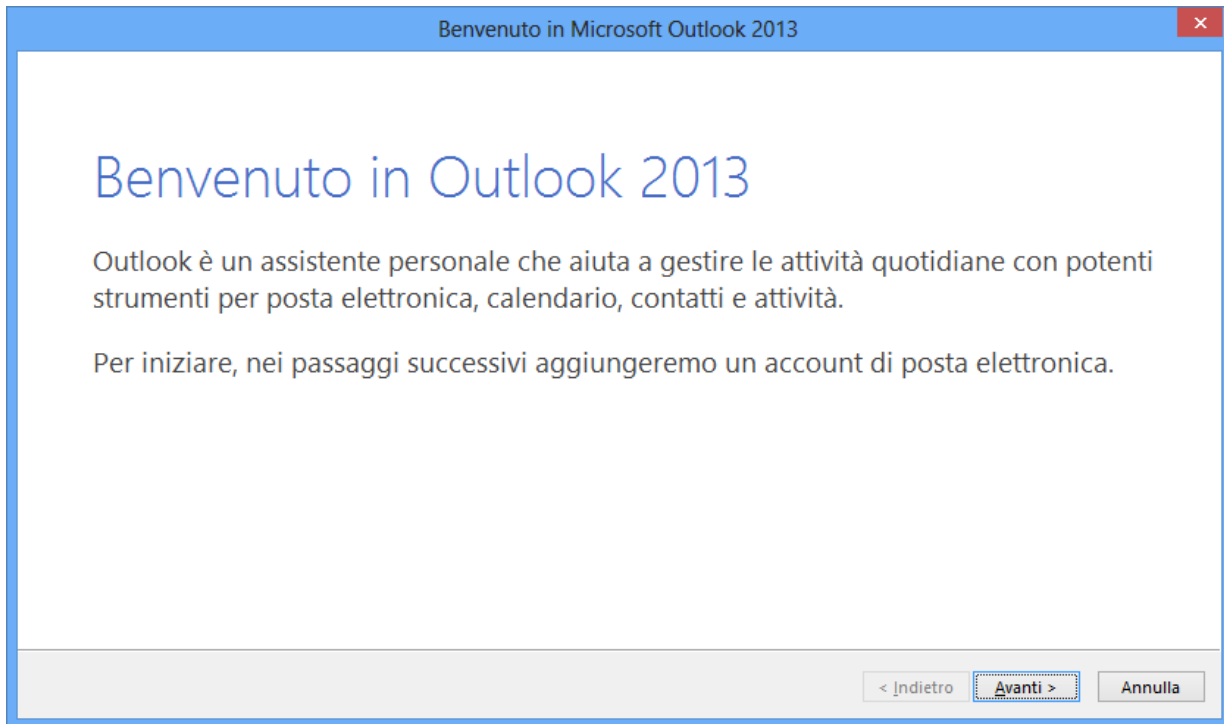 Benvenuto in Microsoft Outlook 2013
Benvenuto in Outlook 2013
Outlook è un assistente personale che aiuta a gestire le attività quotidiane con potenti
strumenti per posta elettronica, calendario, contatti e attività.
Per iniziare, nei passaggi successivi aggiungeremo un account di posta elettronica.
< Indietro Avanti > Annulla